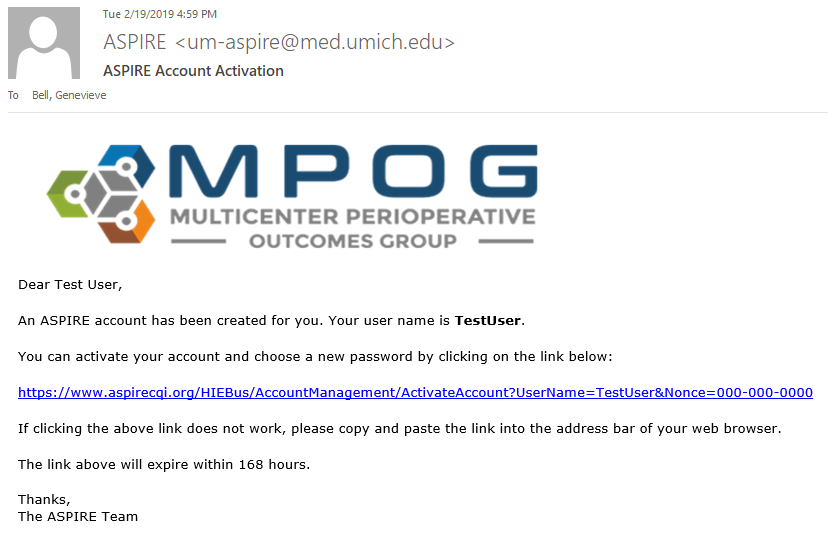 Tue 2/19/2019 4:59 PM
ASPIRE <um-aspire@med.umich.edu>
ASPIRE Account Activation
To Bell, Genevieve
MPOG
MULTICENTER PERIOPERATIVE
OUTCOMES GROUP
Dear Test User,
An ASPIRE account has been created for you. Your user name is TestUser.
You can activate your account and choose a new password by clicking on the link below:
https://www.aspirecqi.org/HIEBus/AccountManagement/ActivateAccount?UserName=TestUser&Nonce=000-000-0000
If clicking the above link does not work, please copy and paste the link into the address bar of your web browser.
The link above will expire within 168 hours.
Thanks,
The ASPIRE Team